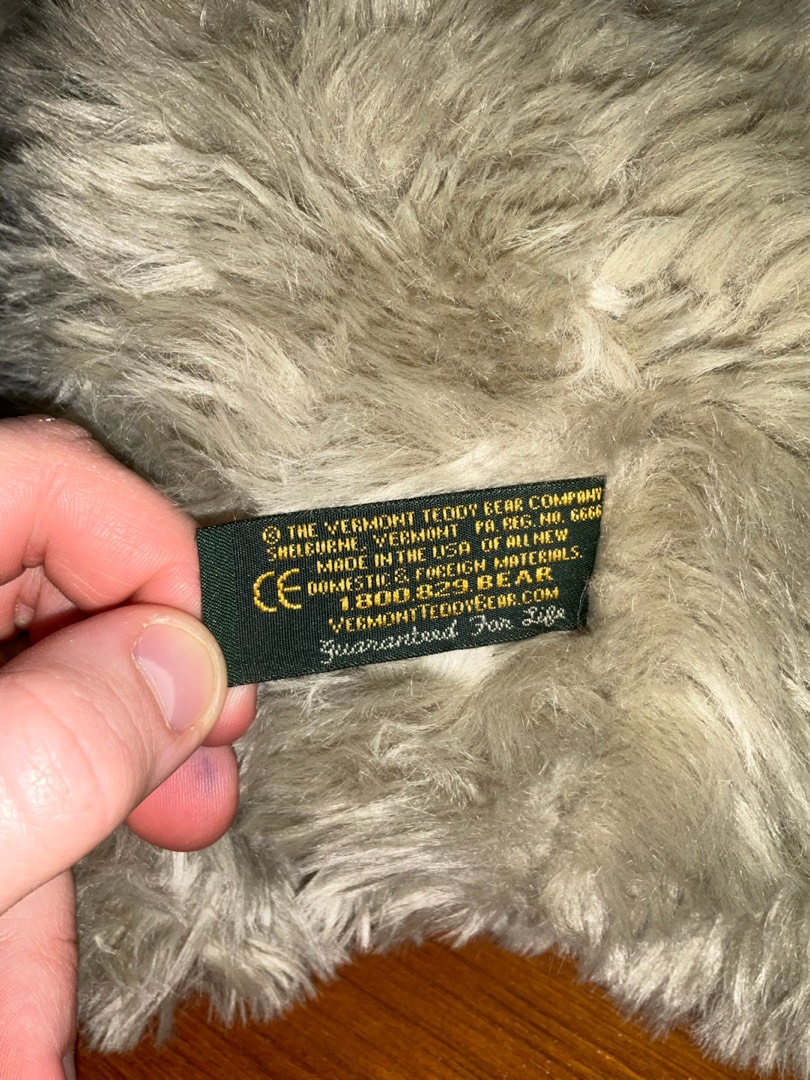 © THE VERMONT TEDDY BEAR COMPANY
SHELBURNE, VERMONT PA. REG. NO. 6666
MADE IN THE USA OF ALL NEW
CE DOMESTIC & FOREIGN MATERIALS.
1.800.829.BEAR
VERMONTTEDDYBEAR.COM
Guaranteed For Life